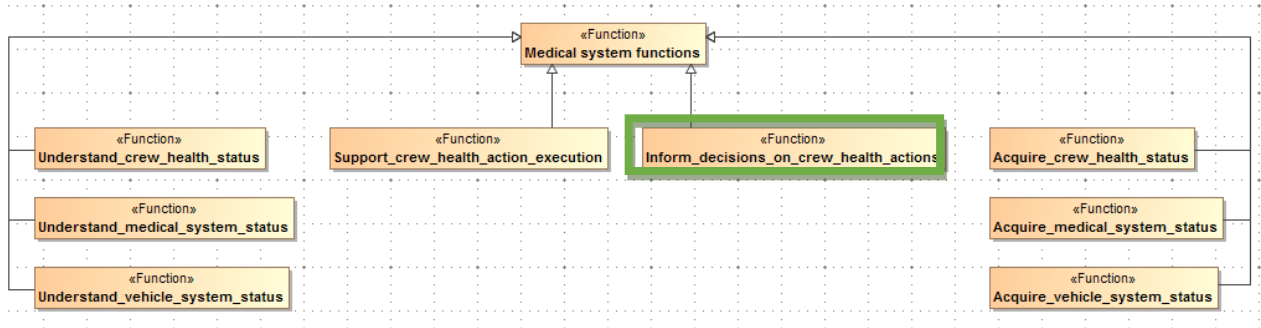 «Function»
Medical system functions
«Function»
Understand_crew_health_status
«Function»
Support_crew_health_action_execution
«Function»
Inform_decisions_on_crew_health_actions
«Function»
Acquire_crew_health_status
«Function»
Understand_medical_system_status
«Function»
Acquire_medical_system_status
«Function»
Understand_vehicle_system_status
«Function»
Acquire_vehicle_system_status